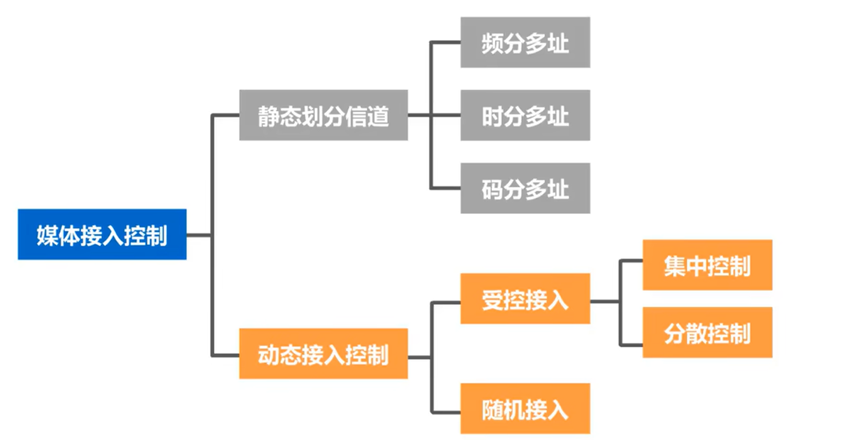 频分多址
静态划分信道
时分多址
码分多址
媒体接入控制
集中控制
受控接入
分散控制
动态接入控制
随机接入